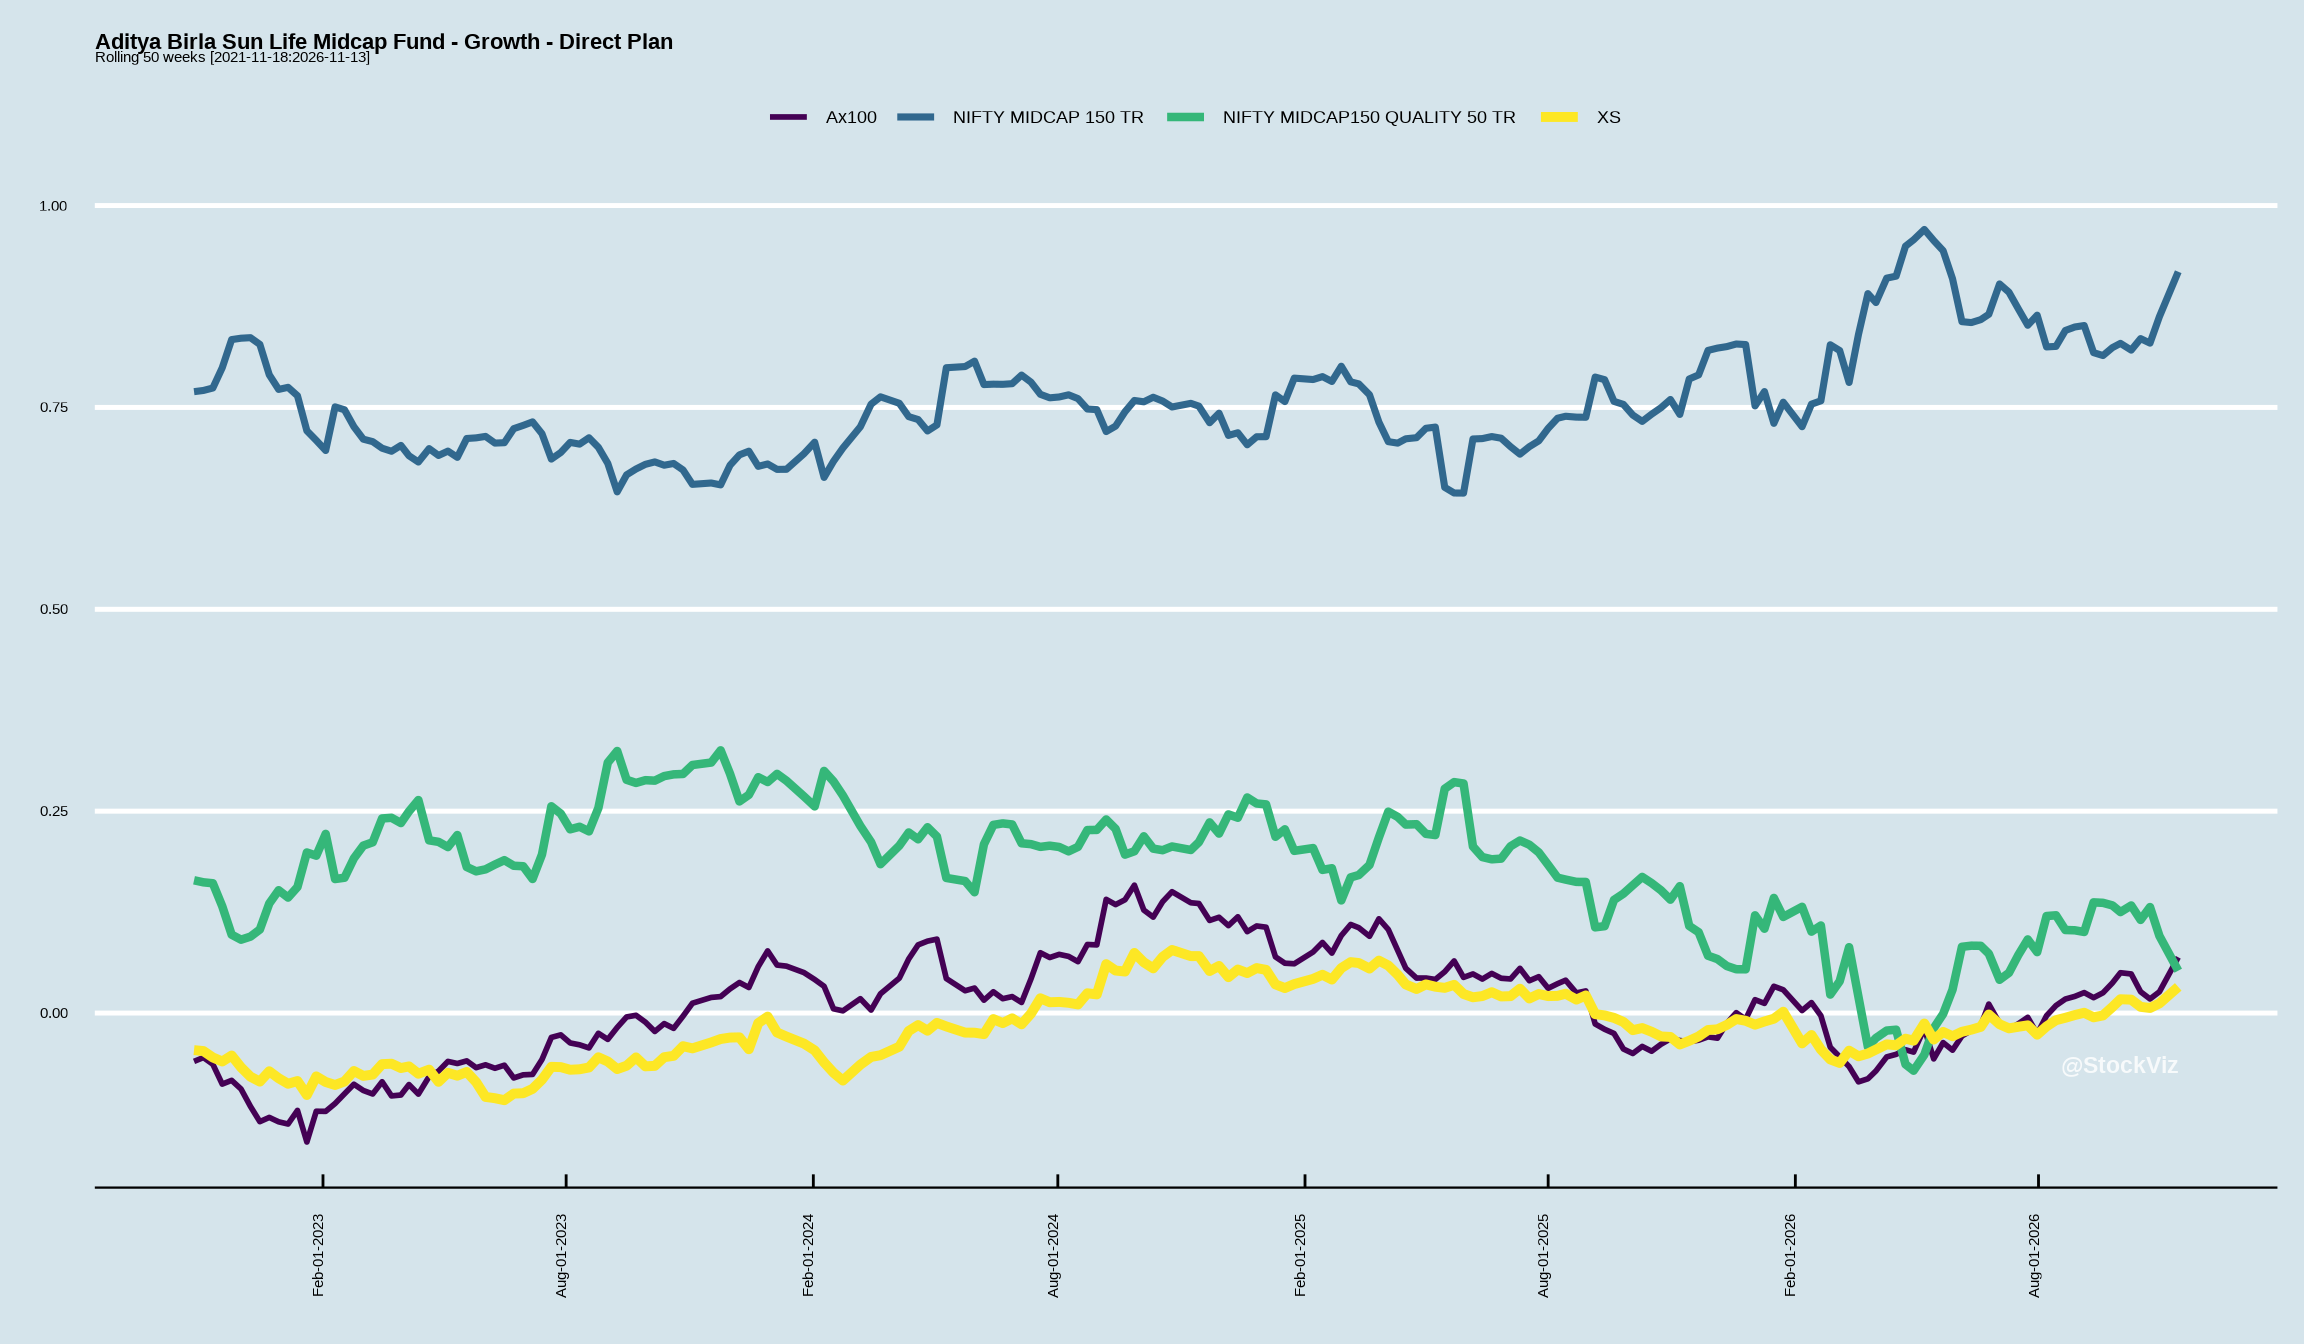 Aditya Birla Sun Life Midcap Fund - Growth - Direct Plan
Rolling 50 weeks [2021-11-18:2026-11-13]
Ax100 NIFTY MIDCAP 150 TR NIFTY MIDCAP150 QUALITY 50 TR XS
1.00
0.75
0.50
0.25
0.00
@StockViz
Feb-01-2023 Aug-01-2023 Feb-01-2024 Aug-01-2024 Feb-01-2025 Aug-01-2025 Feb-01-2026 Aug-01-2026